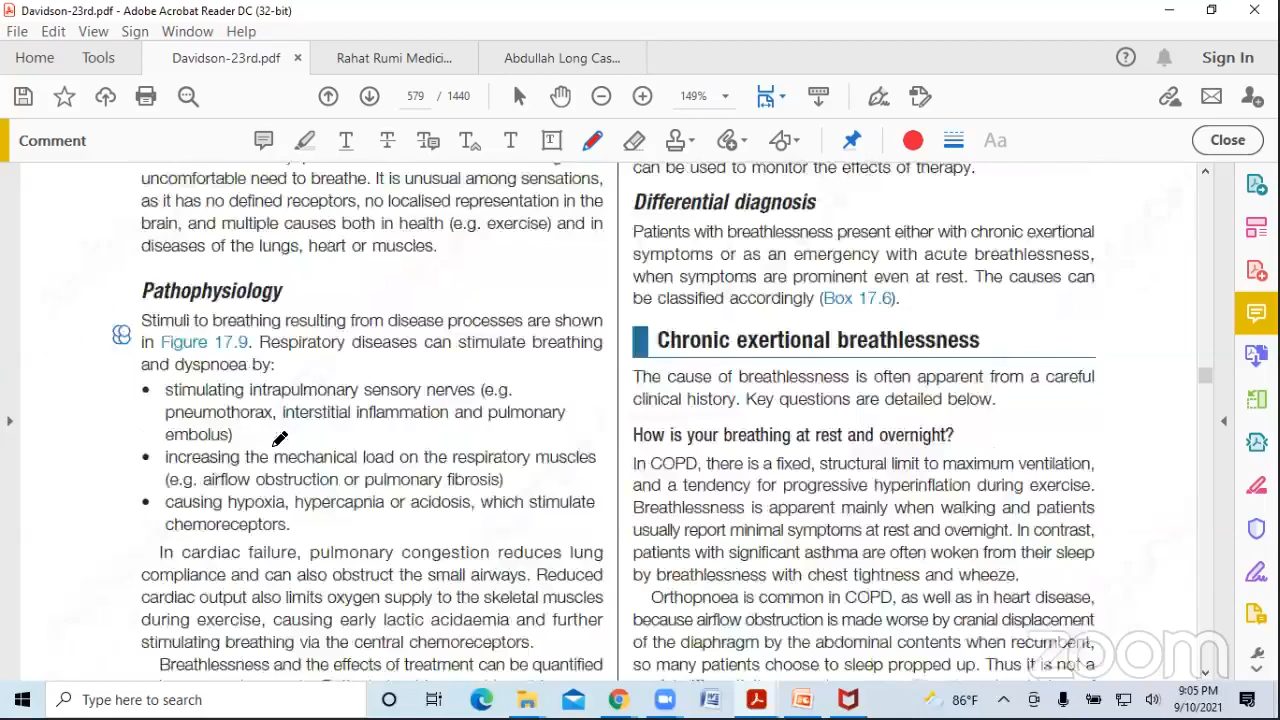 Davidson-23rd.pdf - Adobe Acrobat Reader DC (32-bit)
File Edit View Sign Window Help
Home Tools Davidson-23rd.pdf × Rahat Rumi Medici... Abdullah Long Cas... Sign In
579 / 1440 149%
Comment Aa Close
uncomfortable need to breathe. It is unusual among sensations,
as it has no defined receptors, no localised representation in the
brain, and multiple causes both in health (e.g. exercise) and in
diseases of the lungs, heart or muscles.
Pathophysiology
Stimuli to breathing resulting from disease processes are shown
in Figure 17.9. Respiratory diseases can stimulate breathing
and dyspnoea by:
• stimulating intrapulmonary sensory nerves (e.g.
pneumothorax, interstitial inflammation and pulmonary
embolus)
• increasing the mechanical load on the respiratory muscles
(e.g. airflow obstruction or pulmonary fibrosis)
• causing hypoxia, hypercapnia or acidosis, which stimulate
chemoreceptors.
In cardiac failure, pulmonary congestion reduces lung
compliance and can also obstruct the small airways. Reduced
cardiac output also limits oxygen supply to the skeletal muscles
during exercise, causing early lactic acidaemia and further
stimulating breathing via the central chemoreceptors.
Breathlessness and the effects of treatment can be quantified
can be used to monitor the effects of therapy.
Differential diagnosis
Patients with breathlessness present either with chronic exertional
symptoms or as an emergency with acute breathlessness,
when symptoms are prominent even at rest. The causes can
be classified accordingly (Box 17.6).
Chronic exertional breathlessness
The cause of breathlessness is often apparent from a careful
clinical history. Key questions are detailed below.
How is your breathing at rest and overnight?
In COPD, there is a fixed, structural limit to maximum ventilation,
and a tendency for progressive hyperinflation during exercise.
Breathlessness is apparent mainly when walking and patients
usually report minimal symptoms at rest and overnight. In contrast,
patients with significant asthma are often woken from their sleep
by breathlessness with chest tightness and wheeze.
Orthopnoea is common in COPD, as well as in heart disease,
because airflow obstruction is made worse by cranial displacement
of the diaphragm by the abdominal contents when recumbent,
so many patients choose to sleep propped up. Thus it is not a
zoom
Type here to search
86°F
9:05 PM
9/10/2021